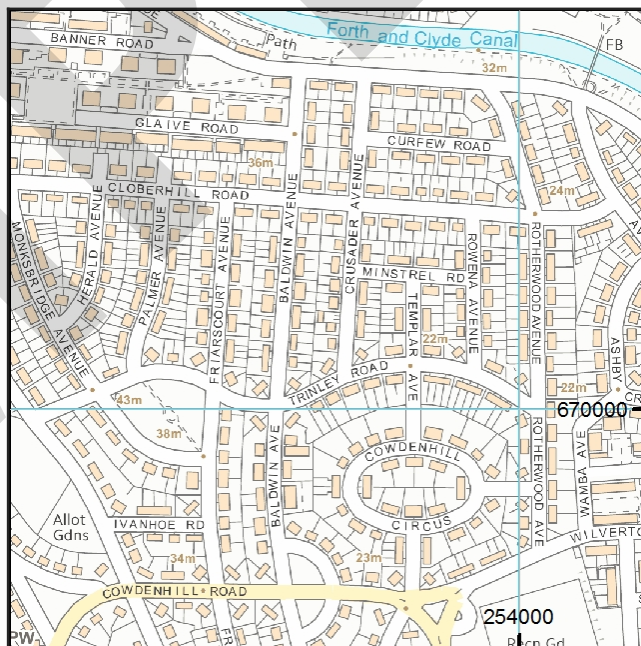 BANNER ROAD
Path
Forth and Clyde Canal
FB
32m
GLAIVE ROAD
36m
CURFEW ROAD
CLOBERHILL ROAD
24m
MONKSBRIDGE AVENUE
HERALD AVENUE
PALMER AVENUE
FRIARSCOURT AVENUE
BALDWIN AVENUE
CRUSADER AVENUE
MINSTREL RD
ROWENA AVENUE
ROTHERWOOD AVENUE
TEMPLAR AVE
22m
ASHBY
TRINLEY ROAD
43m
22m
670000
38m
BALDWIN AVE
COWDENHILL
CIRCUS
ROTHERWOOD AVE
WAMBA AVE
Allot
Gdns
IVANHOE RD
WILVERTO
34m
23m
COWDENHILL ROAD
254000
PW
FR